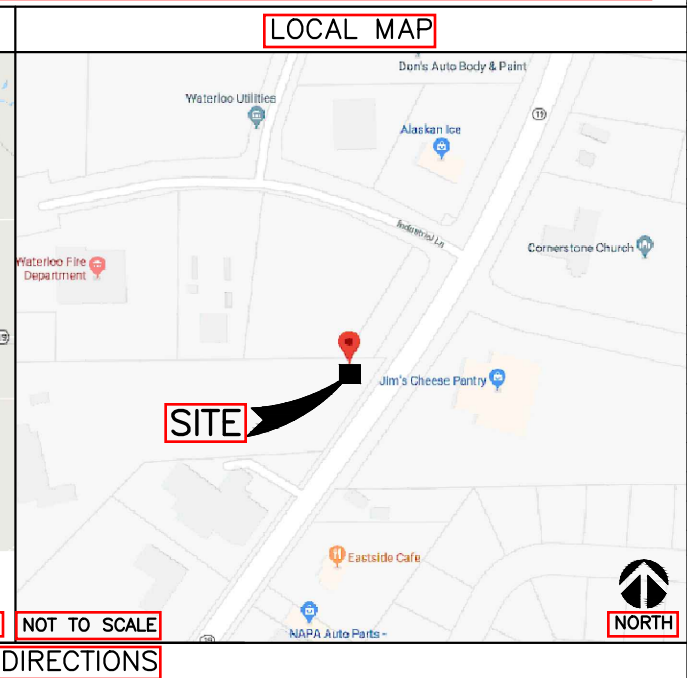 LOCAL MAP
Don's Auto Body & Paint
Waterloo Utilities
19
Alaskan Ice
Industrial Ln
Cornerstone Church
Waterloo Fire
Department
Jim's Cheese Pantry
SITE
Eastside Cafe
NAPA Auto Parts -
NOT TO SCALE
NORTH
DIRECTIONS